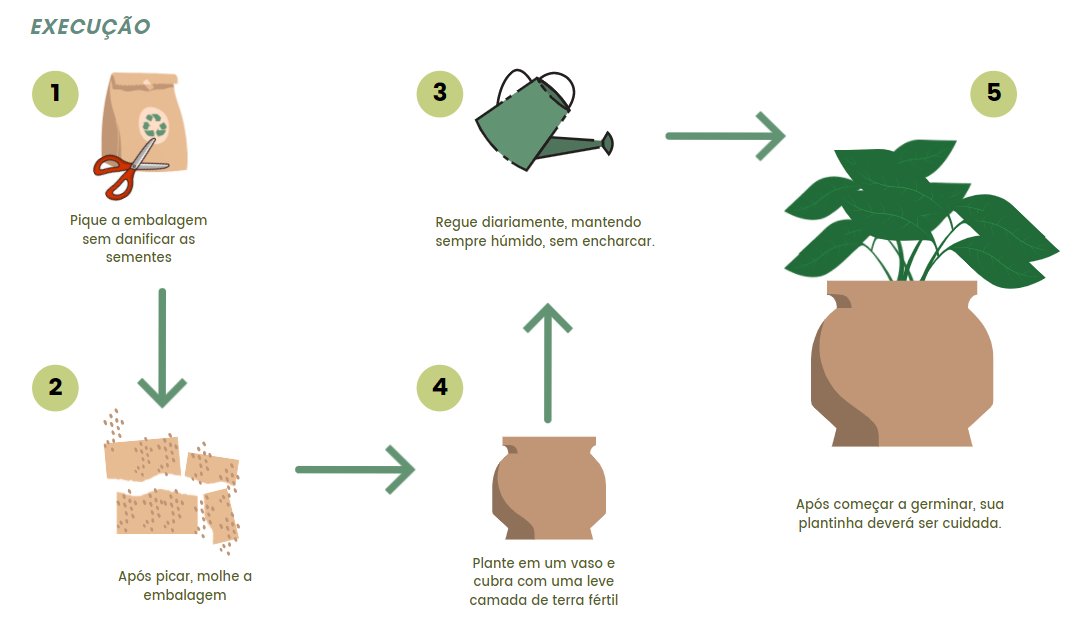 EXECUÇÃO
1
Pique a embalagem
sem danificar as
sementes
2
Após picar, molhe a
embalagem
3
Regue diariamente, mantendo
sempre húmido, sem encharcar.
4
Plante em um vaso e
cubra com uma leve
camada de terra fértil
5
Após começar a germinar, sua
plantinha deverá ser cuidada.